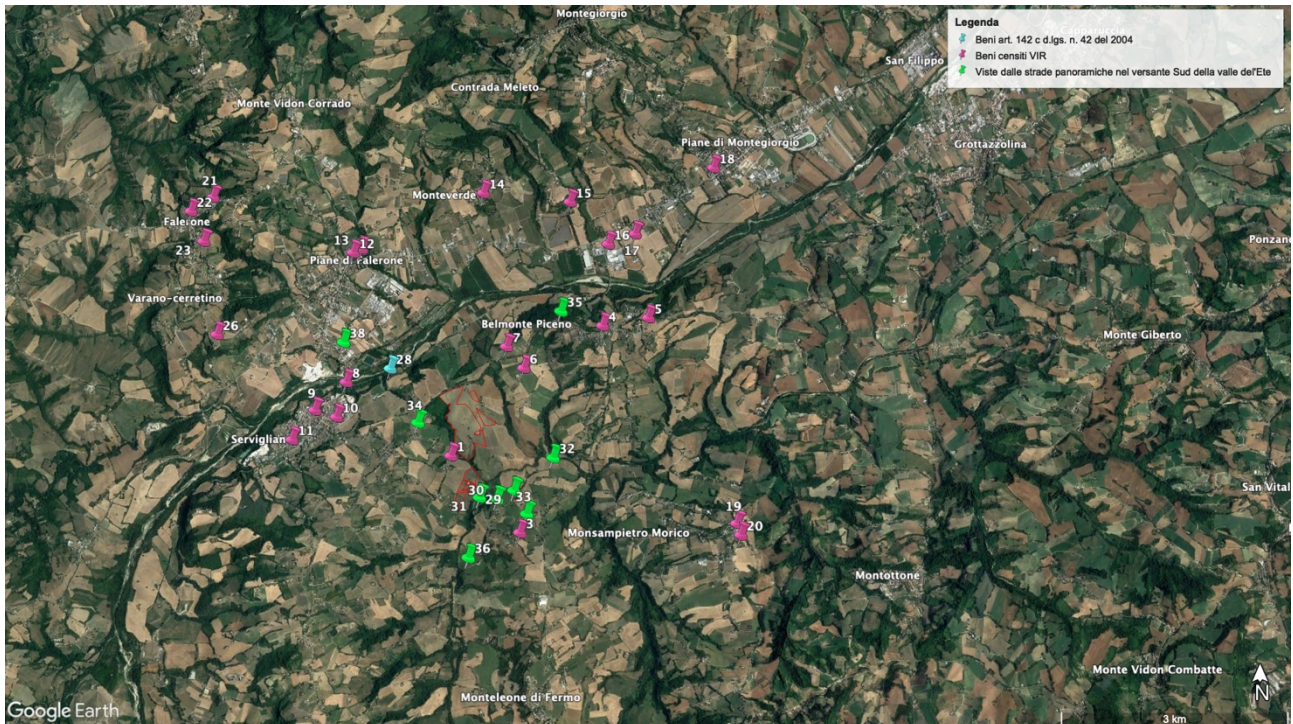 Montegiorgio
Legenda
Beni art. 142 c d.lgs. n. 42 del 2004
Beni censiti VIR
Viste dalle strade panoramiche nel versante Sud della valle del'Ete
San Filippo
Contrada Meleto
Monte Vidon Corrado
Piane di Montegiorgio
Grottazzolina
18
21
14
Monteverde
15
22
Falerone
23
16
17
13
12
Piane di Falerone
Ponzano
Varano-cerretino
35
5
4
Belmonte Piceno
26
38
7
6
Monte Giberto
28
8
9
10
34
11
Servigliano
1
32
30
29
33
31
San Vital
19
3
20
Monsampietro Morico
36
Montottone
Monte Vidon Combatte
Monteleone di Fermo
N
Google Earth
3 km